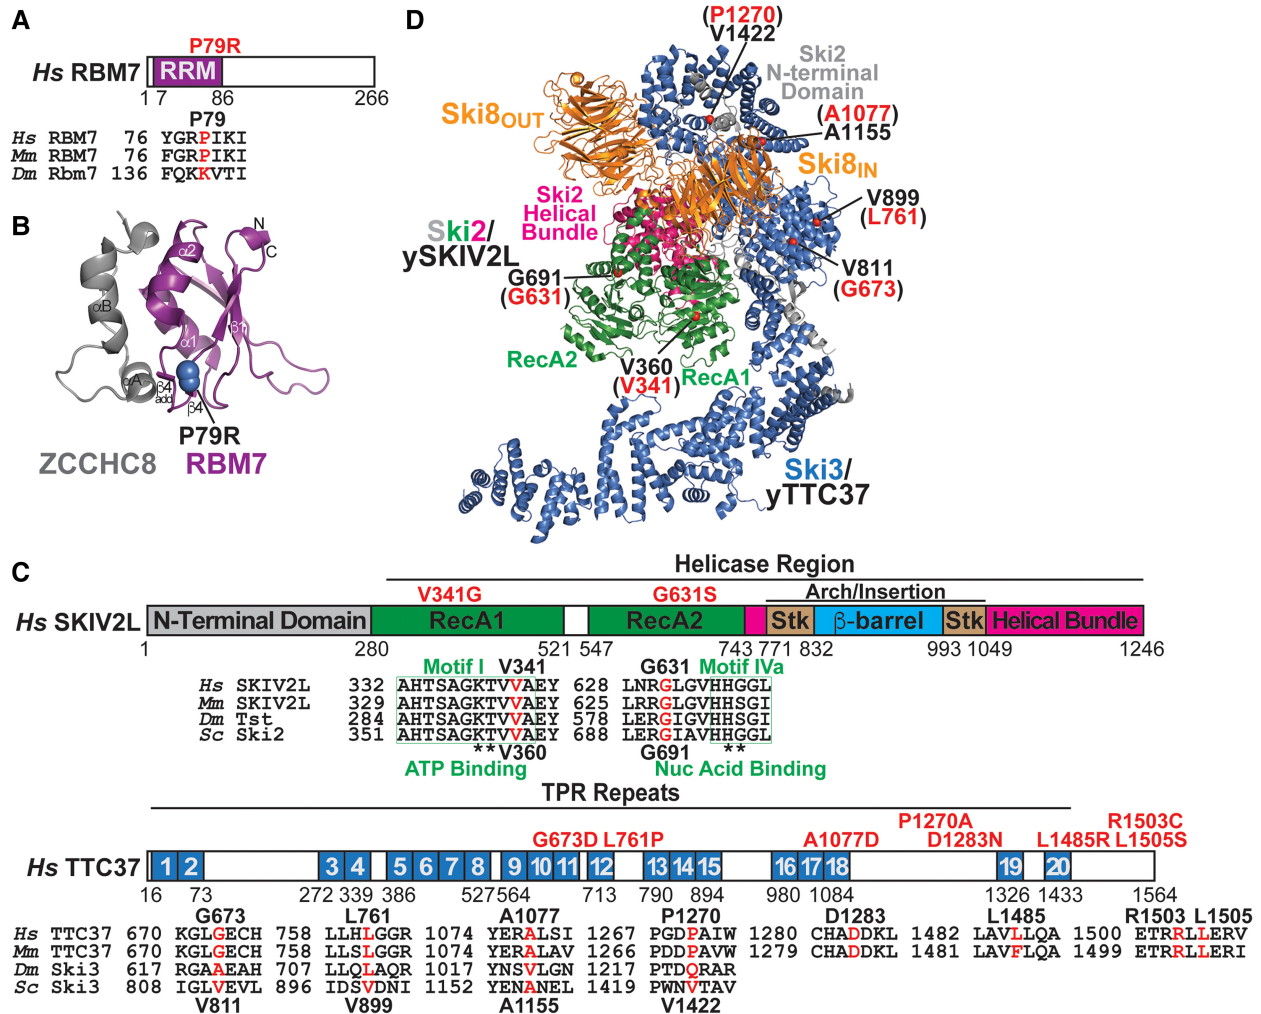 A
P79R
Hs RBM7
RRM
1 7 86 266
P79
Hs RBM7 76 YGRPIKI
Mm RBM7 76 FGRPIKI
Dm Rbm7 136 FQKKVTI
B
N
C
α2
αB
α1
β1
αA
β4
add
β4
P79R
ZCCHC8 RBM7
D
(P1270)
V1422
Ski2
N-terminal
Domain
(A1077)
A1155
Ski8OUT
Ski8IN
Ski2
Helical
Bundle
V899
(L761)
Ski2/
ySKIV2L
G691
(G631)
V811
(G673)
RecA2
V360
(V341)
RecA1
Ski3/
yTTC37
C
Helicase Region
V341G G631S Arch/Insertion
Hs SKIV2L N-Terminal Domain RecA1 RecA2 Stk β-barrel Stk Helical Bundle
1 280 521 547 743 771 832 993 1049 1246
Motif I V341 G631 Motif IVa
Hs SKIV2L 332 AHTSAGKTVVAEY 628 LNRGLGVHHGGL
Mm SKIV2L 329 AHTSAGKTVVAEY 625 LRRGLGVHHSGI
Dm Tst 284 AHTSAGKTVVAEY 578 LERGIGVHHSGI
Sc Ski2 351 AHTSAGKTVVAEY 688 LERGIAVHHGGL
** V360 G691 **
ATP Binding Nuc Acid Binding
TPR Repeats
P1270A R1503C
G673D L761P A1077D D1283N L1485R L1505S
Hs TTC37 1 2 3 4 5 6 7 8 9 10 11 12 13 14 15 16 17 18 19 20
16 73 272 339 386 527 564 713 790 894 980 1084 1326 1433 1564
G673 L761 A1077 P1270 D1283 L1485 R1503 L1505
Hs TTC37 670 KGLGECH 758 LLHLGGR 1074 YERALSI 1267 PGDPAIW 1280 CHADDKL 1482 LAVLLQA 1500 ETRRLLERV
Mm TTC37 670 KGLGECH 758 LLHLGGR 1074 YERALAV 1266 PADPAVW 1279 CHADDKL 1481 LAVFLQA 1499 ETRRLLERI
Dm Ski3 617 RGAAEAH 707 LLQLAQR 1017 YNSVLGN 1217 PTDQRAR
Sc Ski3 808 IGLVEVL 896 IDSVDNI 1152 YENANEL 1419 PWNVTAV
V811 V899 A1155 V1422